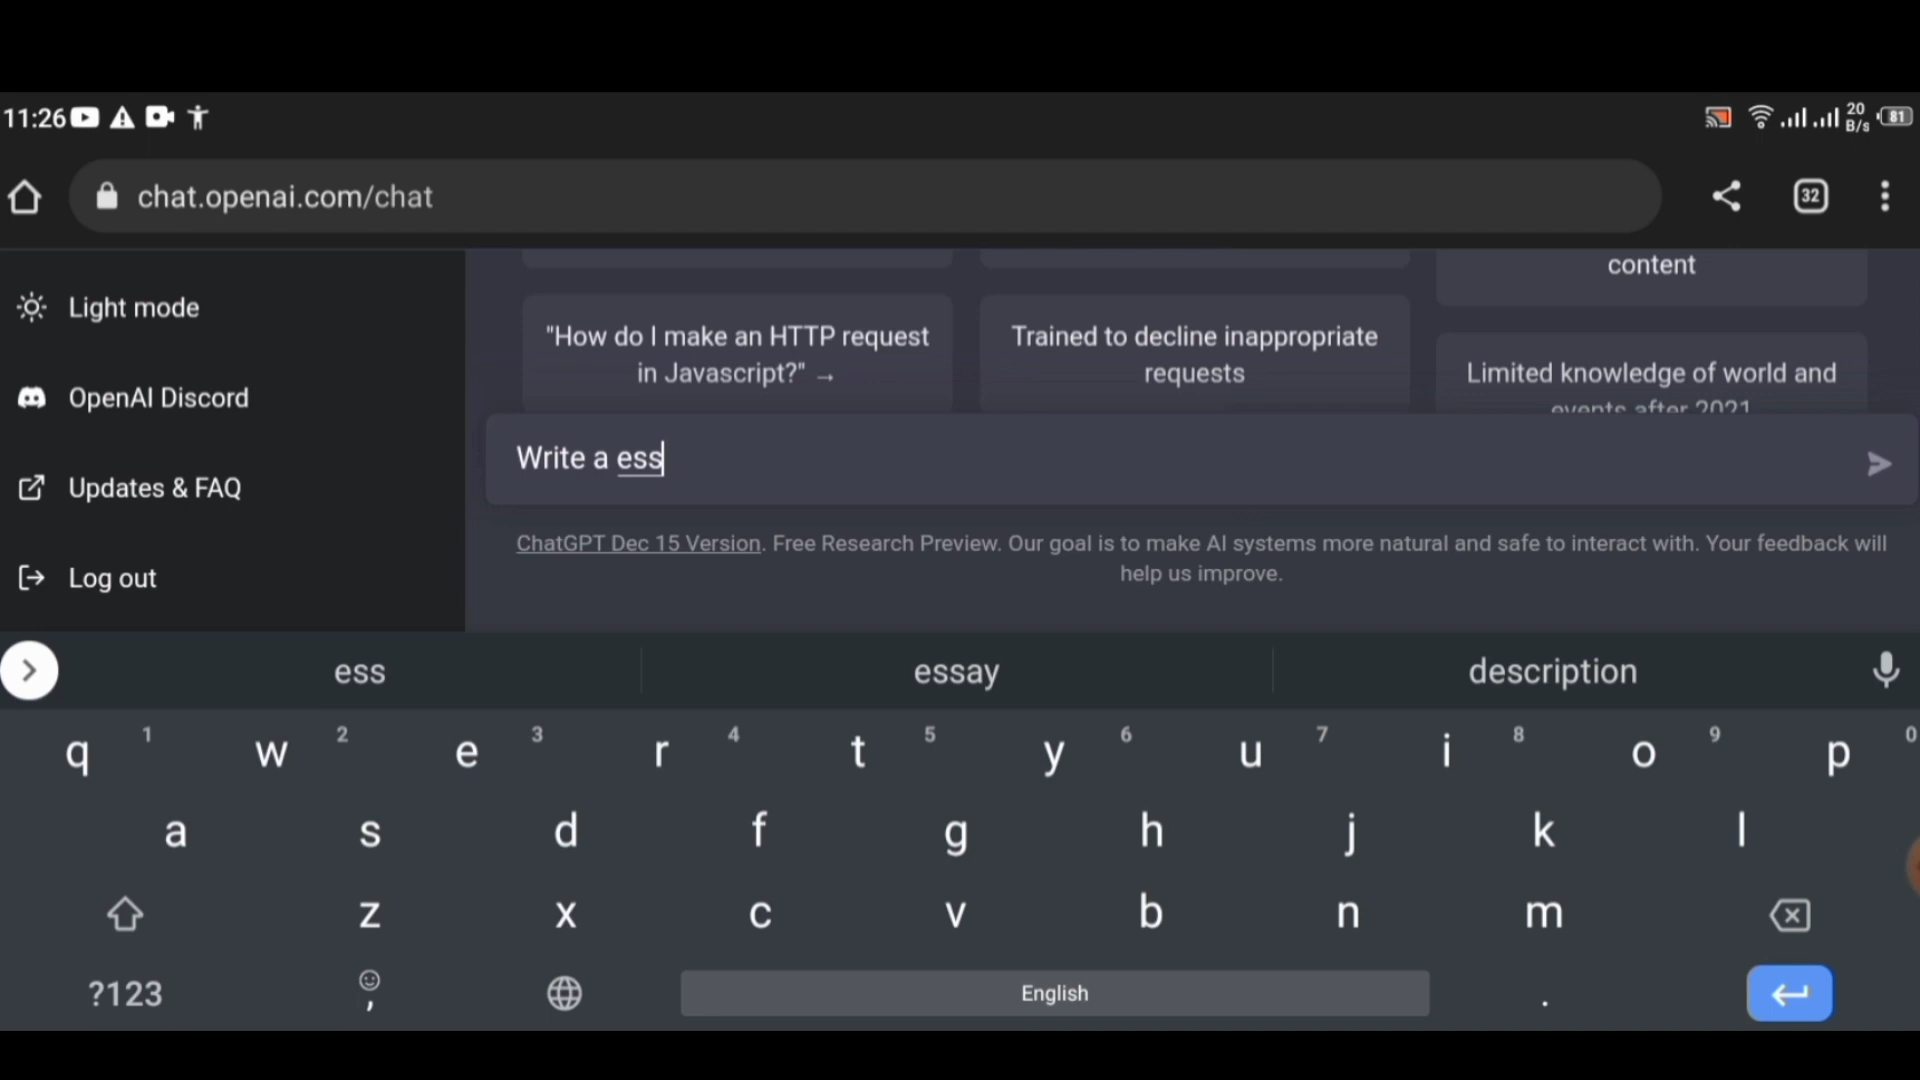 11:26
20
B/s
81
chat.openai.com/chat
32
Light mode
OpenAI Discord
Updates & FAQ
Log out
content
"How do I make an HTTP request
in Javascript?" →
Trained to decline inappropriate
requests
Limited knowledge of world and
events after 2021
Write a ess
ChatGPT Dec 15 Version. Free Research Preview. Our goal is to make AI systems more natural and safe to interact with. Your feedback will
help us improve.
ess essay description
q 1 w 2 e 3 r 4 t 5 y 6 u 7 i 8 o 9 p 0
a s d f g h j k l
z x c v b n m
?123 , English .